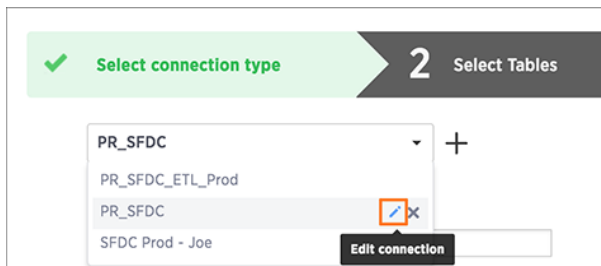 Select connection type
2 Select Tables
PR_SFDC
PR_SFDC_ETL_Prod
PR_SFDC
SFDC Prod - Joe
Edit connection